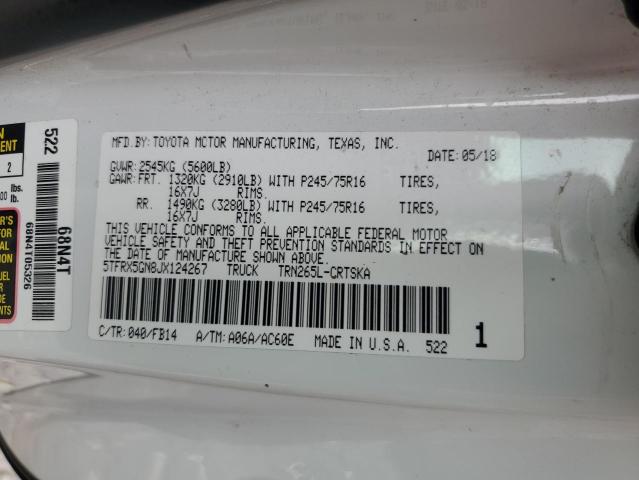 MFD.BY:TOYOTA MOTOR MANUFACTURING, TEXAS, INC.
DATE:05/18
GVWR:2545KG (5600LB)
GAWR:FRT. 1320KG (2910LB) WITH P245/75R16 TIRES,
16X7J RIMS.
RR. 1490KG (3280LB) WITH P245/75R16 TIRES,
16X7J RIMS.
THIS VEHICLE CONFORMS TO ALL APPLICABLE FEDERAL MOTOR
VEHICLE SAFETY AND THEFT PREVENTION STANDARDS IN EFFECT
ON THE DATE OF MANUFACTURE SHOWN ABOVE.
5TFRX5GN8JX124267 TRUCK TRN265L-CRTSKA
C/TR:040/FB14 A/TM:A06A/AC60E MADE IN U.S.A. 522 1
522
68N4T
68N4T05326
2
lbs.
lbs.